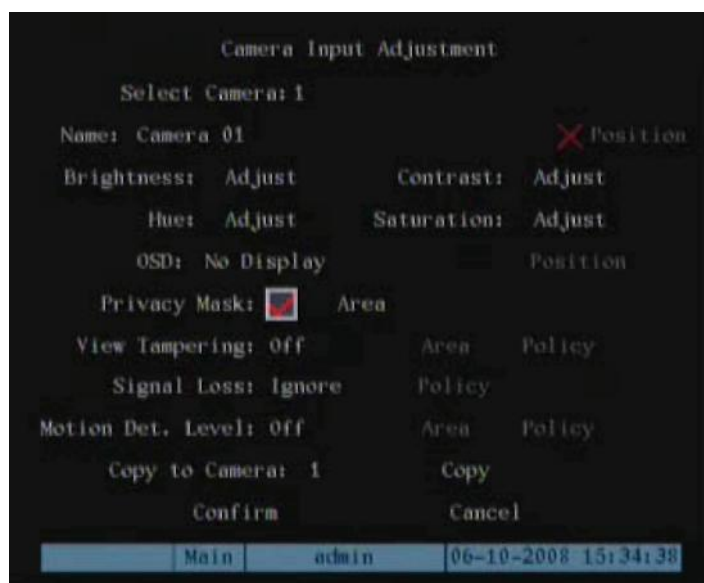 Camera Input Adjustment
Select Camera: 1
Name: Camera 01 Position
Brightness: Adjust Contrast: Adjust
Hue: Adjust Saturation: Adjust
OSD: No Display Position
Privacy Mask: Area
View Tampering: Off Area Policy
Signal Loss: Ignore Policy
Motion Det. Level: Off Area Policy
Copy to Camera: 1 Copy
Confirm Cancel
Main admin 06-10-2008 15:34:38